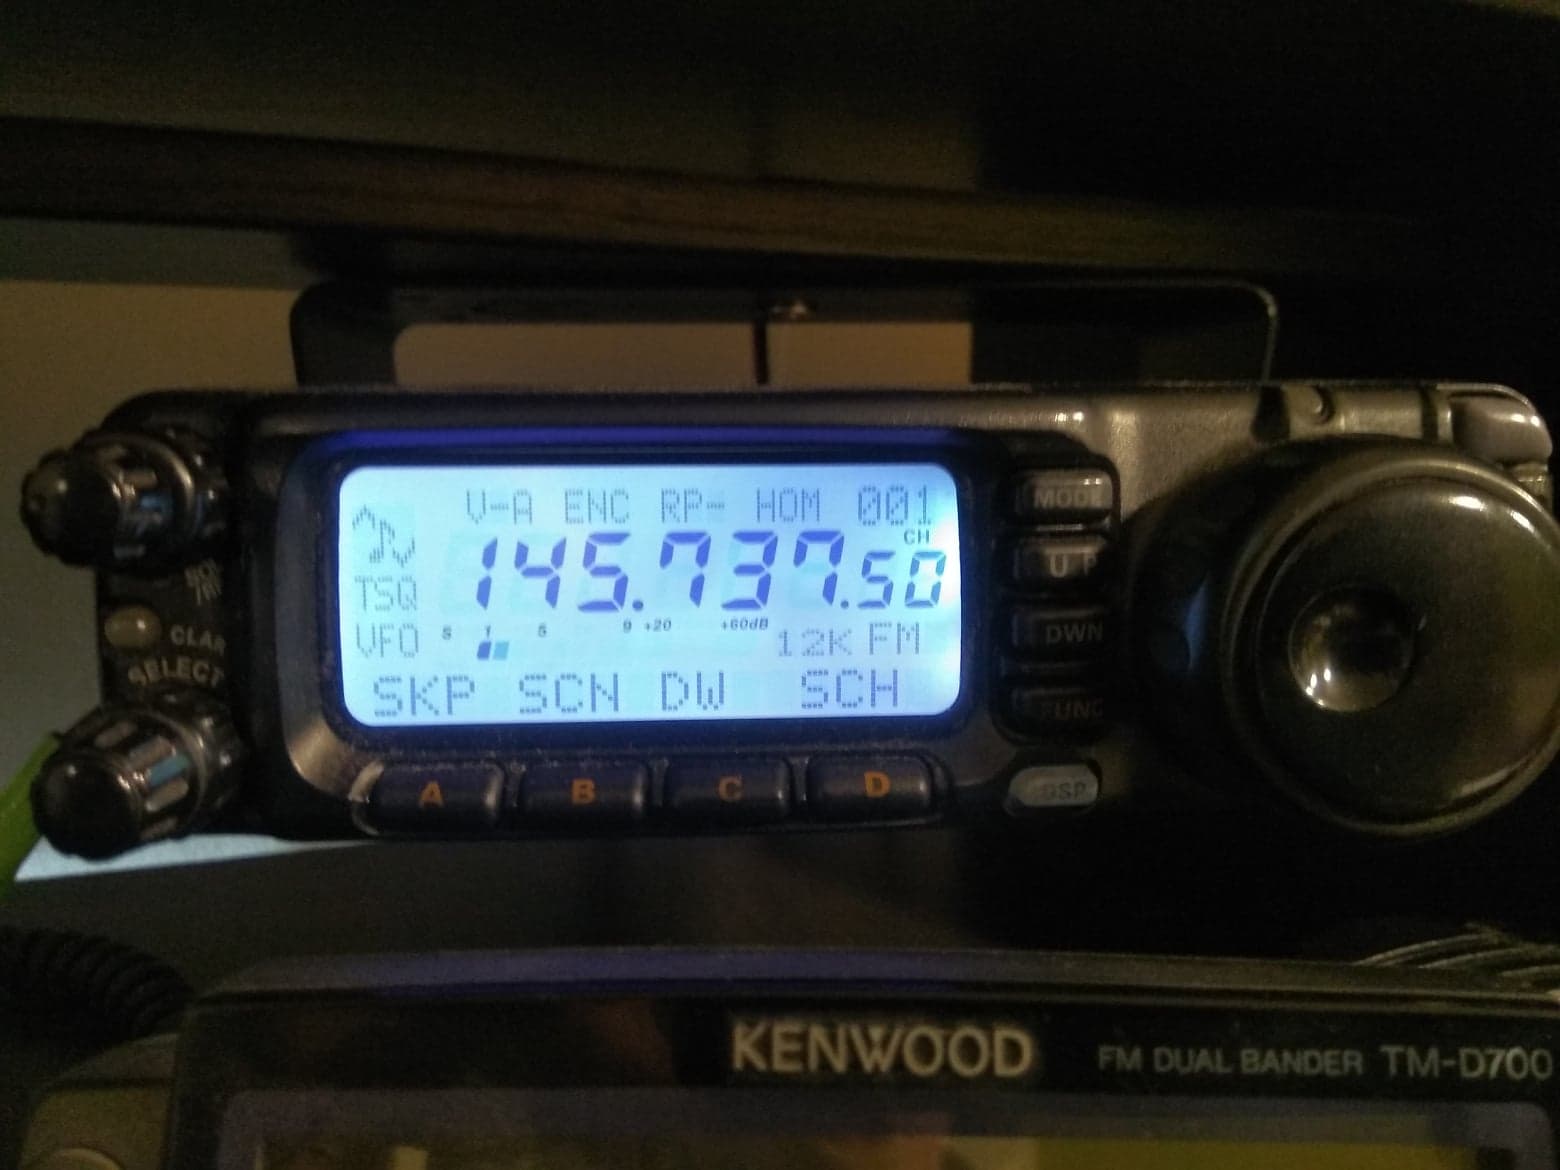 V-A ENC RP- HOM 001
CH
145.737.50
TSQ
VFO S 1 5 9 +20 +60dB 12K FM
SKP SCN DW SCH
CLAR
SELECT
MODE
UP
DWN
FUNC
DSP
A B C D
KENWOOD FM DUAL BANDER TM-D700